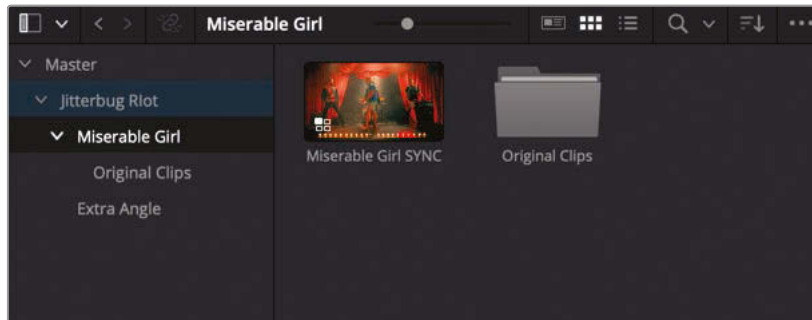 Miserable Girl
Master
Jitterbug RIot
Miserable Girl
Original Clips
Extra Angle
Miserable Girl SYNC
Original Clips